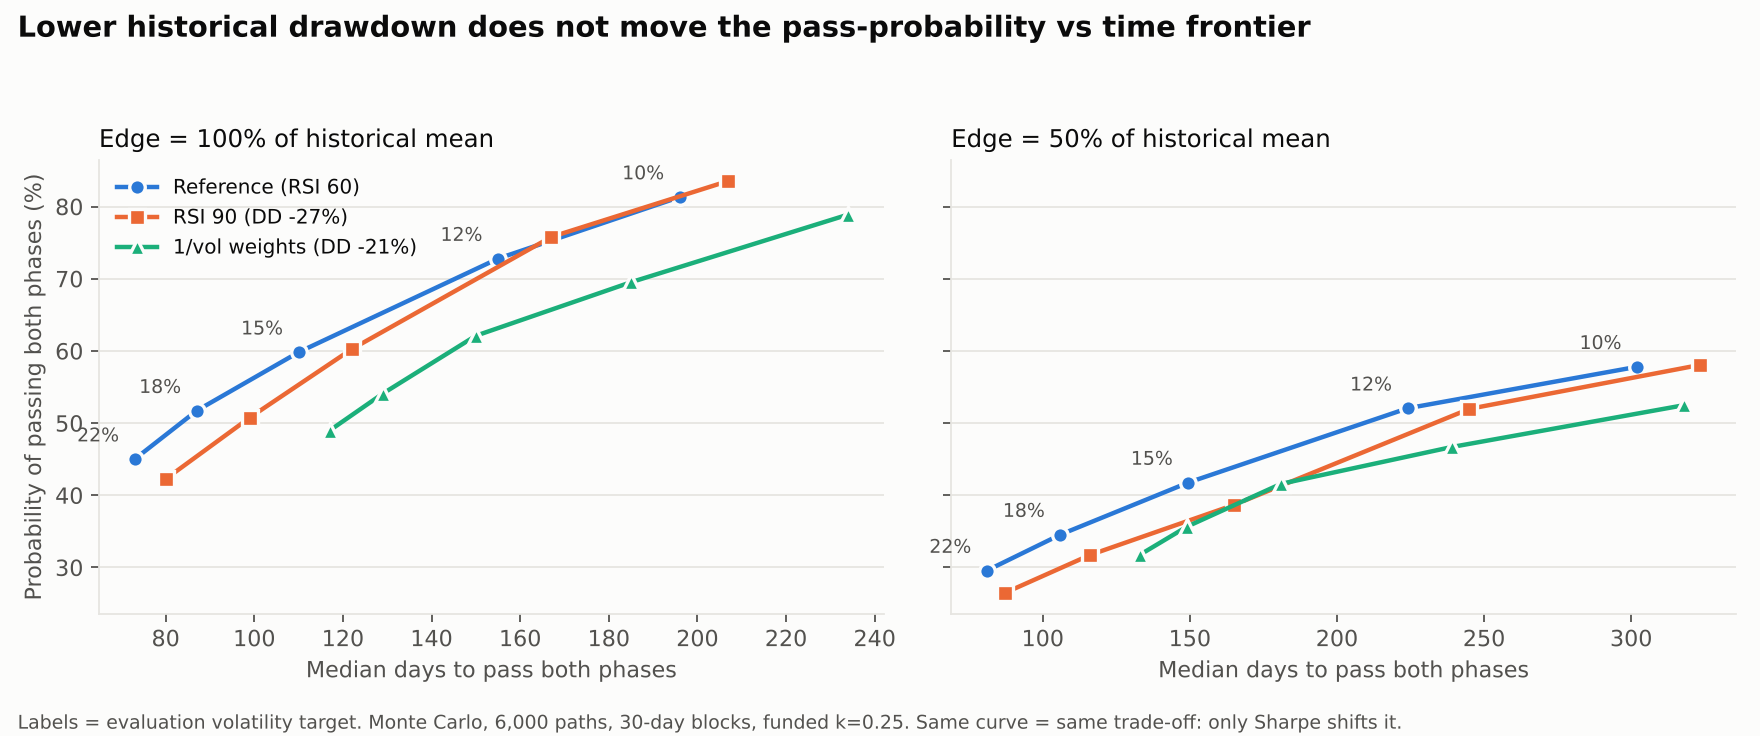 Lower historical drawdown does not move the pass-probability vs time frontier
Edge = 100% of historical mean
Probability of passing both phases (%)
80
70
60
50
40
30
Reference (RSI 60)
RSI 90 (DD -27%)
1/vol weights (DD -21%)
10%
12%
15%
18%
22%
80 100 120 140 160 180 200 220 240
Median days to pass both phases
Edge = 50% of historical mean
10%
12%
15%
18%
22%
100 150 200 250 300
Median days to pass both phases
Labels = evaluation volatility target. Monte Carlo, 6,000 paths, 30-day blocks, funded k=0.25. Same curve = same trade-off: only Sharpe shifts it.